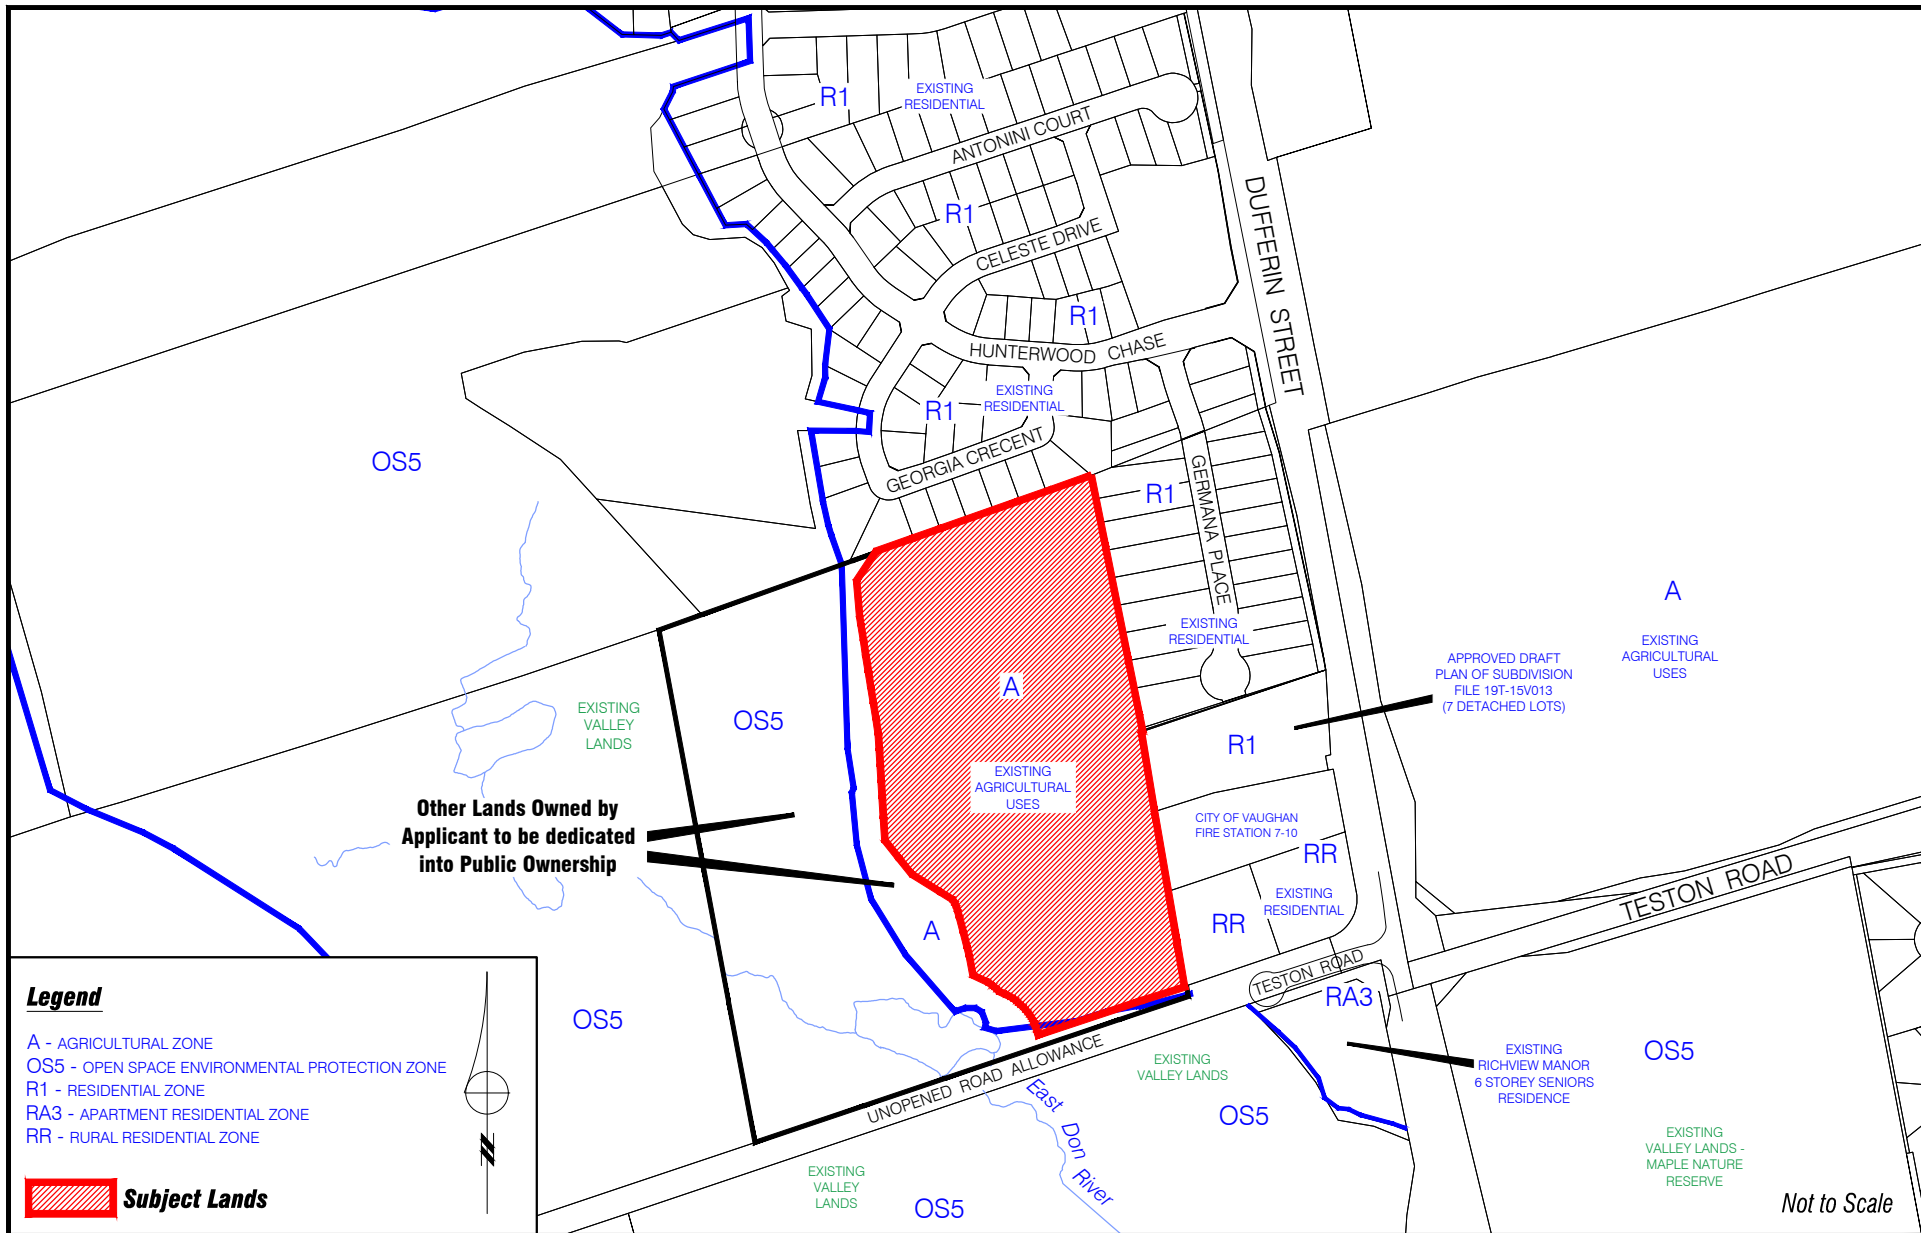 R1
EXISTING
RESIDENTIAL
ANTONINI COURT
R1
CELESTE DRIVE
DUFFERIN STREET
R1
HUNTERWOOD CHASE
EXISTING
RESIDENTIAL
R1
GEORGIA CRECENT
OS5
R1
GERMANA PLACE
EXISTING
RESIDENTIAL
A
EXISTING
AGRICULTURAL
USES
APPROVED DRAFT
PLAN OF SUBDIVISION
FILE 19T-15V013
(7 DETACHED LOTS)
A
EXISTING
VALLEY
LANDS
OS5
R1
EXISTING
AGRICULTURAL
USES
Other Lands Owned by
Applicant to be dedicated
into Public Ownership
CITY OF VAUGHAN
FIRE STATION 7-10
RR
EXISTING
RESIDENTIAL
RR
A
TESTON ROAD
TESTON ROAD
RA3
OS5
UNOPENED ROAD ALLOWANCE
EXISTING
VALLEY LANDS
EXISTING
RICHVIEW MANOR
6 STOREY SENIORS
RESIDENCE
OS5
OS5
East Don River
EXISTING
VALLEY LANDS -
MAPLE NATURE
RESERVE
EXISTING
VALLEY
LANDS
OS5
Not to Scale
Legend
A - AGRICULTURAL ZONE
OS5 - OPEN SPACE ENVIRONMENTAL PROTECTION ZONE
R1 - RESIDENTIAL ZONE
RA3 - APARTMENT RESIDENTIAL ZONE
RR - RURAL RESIDENTIAL ZONE
N
Subject Lands